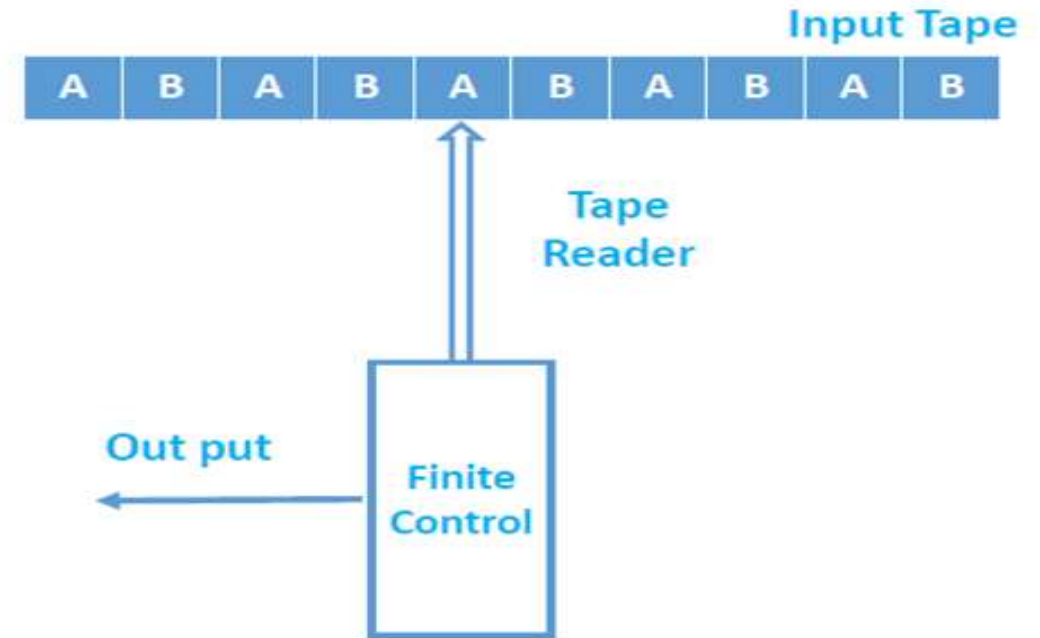 Input Tape
A B A B A B A B A B
Tape
Reader
Out put
Finite
Control